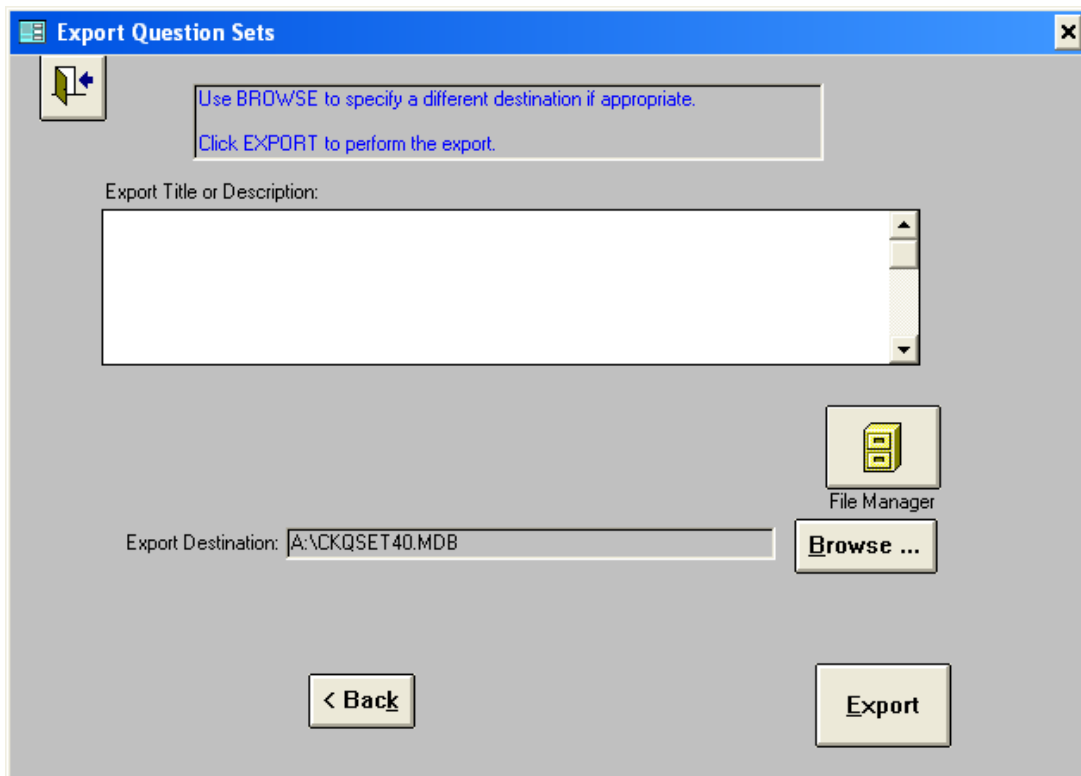 Export Question Sets
Use BROWSE to specify a different destination if appropriate.
Click EXPORT to perform the export.
Export Title or Description:
File Manager
Export Destination: A:\CKQSET40.MDB
Browse ...
< Back
Export